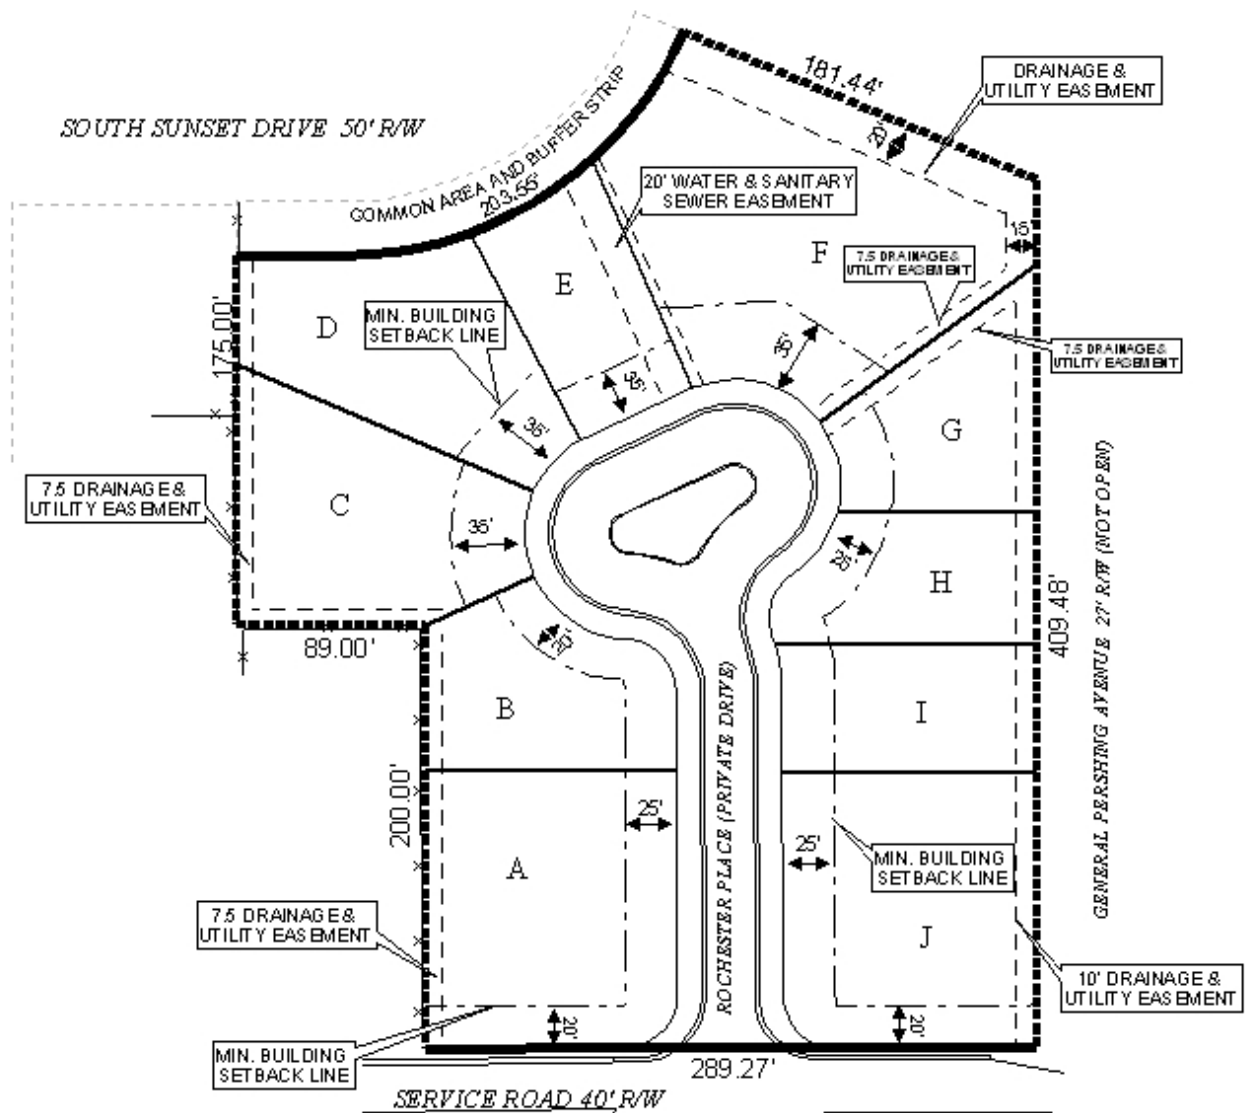 181.44'
DRAINAGE &
UTILITY EASEMENT
SOUTH SUNSET DRIVE 50' R/W
COMMON AREA AND BUFFER STRIP
203.55'
20'
20' WATER & SANITARY
SEWER EASEMENT
15'
F
7.5 DRAINAGE &
UTILITY EASEMENT
E
D
MIN. BUILDING
SETBACK LINE
175.00'
35'
7.5 DRAINAGE &
UTILITY EASEMENT
35'
35'
G
7.5 DRAINAGE &
UTILITY EASEMENT
C
35'
H
GENERAL PERSHING AVENUE 27' R/W (NOT OPEN)
409.48'
89.00'
20'
B
I
ROCHESTER PLACE (PRIVATE DRIVE)
200.00'
25'
25'
MIN. BUILDING
SETBACK LINE
A
7.5 DRAINAGE &
UTILITY EASEMENT
J
10' DRAINAGE &
UTILITY EASEMENT
20'
20'
MIN. BUILDING
SETBACK LINE
289.27'
SERVICE ROAD 40' R/W